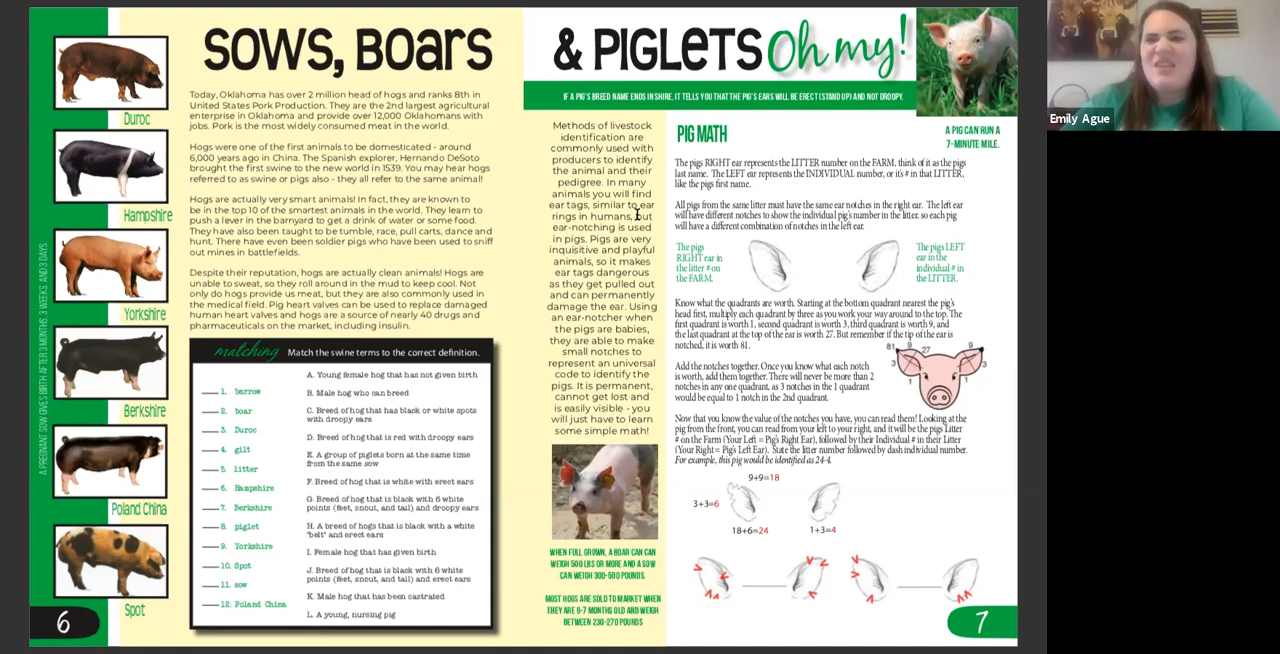 SOWS, BOARS
& PIGLETS Oh my!
IF A PIG'S BREED NAME ENDS IN SHIRE, IT TELLS YOU THAT THE PIG'S EARS WILL BE ERECT (STAND UP) AND NOT DROOPY.
Emily Ague
Duroc
Hampshire
Yorkshire
Berkshire
Poland China
Spot
A PREGNANT SOW GIVES BIRTH AFTER 3 MONTHS, 3 WEEKS, AND 3 DAYS.
6
Today, Oklahoma has over 2 million head of hogs and ranks 8th in
United States Pork Production. They are the 2nd largest agricultural
enterprise in Oklahoma and provide over 12,000 Oklahomans with
jobs. Pork is the most widely consumed meat in the world.
Hogs were one of the first animals to be domesticated - around
6,000 years ago in China. The Spanish explorer, Hernando DeSoto
brought the first swine to the new world in 1539. You may hear hogs
referred to as swine or pigs also - they all refer to the same animal!
Hogs are actually very smart animals! In fact, they are known to
be in the top 10 of the smartest animals in the world. They learn to
push a lever in the barnyard to get a drink of water or some food.
They have also been taught to be tumble, race, pull carts, dance and
hunt. There have even been soldier pigs who have been used to sniff
out mines in battlefields.
Despite their reputation, hogs are actually clean animals! Hogs are
unable to sweat, so they roll around in the mud to keep cool. Not
only do hogs provide us meat, but they are also commonly used in
the medical field. Pig heart valves can be used to replace damaged
human heart valves and hogs are a source of nearly 40 drugs and
pharmaceuticals on the market, including insulin.
matching Match the swine terms to the correct definition.
1. barrow
2. boar
3. Duroc
4. gilt
5. litter
6. Hampshire
7. Berkshire
8. piglet
9. Yorkshire
10. Spot
11. sow
12. Poland China
A. Young female hog that has not given birth
B. Male hog who can breed
C. Breed of hog that has black or white spots
with droopy ears
D. Breed of hog that is red with droopy ears
E. A group of piglets born at the same time
from the same sow
F. Breed of hog that is white with erect ears
G. Breed of hog that is black with 6 white
points (feet, snout, and tail) and droopy ears
H. A breed of hogs that is black with a white
"belt" and erect ears
I. Female hog that has given birth
J. Breed of hog that is black with 6 white
points (feet, snout, and tail) and erect ears
K. Male hog that has been castrated
L. A young, nursing pig
Methods of livestock
identification are
commonly used with
producers to identify
the animal and their
pedigree. In many
animals you will find
ear tags, similar to ear
rings in humans, but
ear-notching is used
in pigs. Pigs are very
inquisitive and playful
animals, so it makes
ear tags dangerous
as they get pulled out
and can permanently
damage the ear. Using
an ear-notcher when
the pigs are babies,
they are able to make
small notches to
represent an universal
code to identify the
pigs. It is permanent,
cannot get lost and
is easily visible - you
will just have to learn
some simple math!
WHEN FULL GROWN, A BOAR CAN CAN
WEIGH 500 LBS OR MORE AND A SOW
CAN WEIGH 300-500 POUNDS.
MOST HOGS ARE SOLD TO MARKET WHEN
THEY ARE 6-7 MONTHS OLD AND WEIGH
BETWEEN 230-270 POUNDS
PIG MATH
A PIG CAN RUN A
7-MINUTE MILE.
The pigs RIGHT ear represents the LITTER number on the FARM, think of it as the pigs
last name. The LEFT ear represents the INDIVIDUAL number, or it's # in that LITTER,
like the pigs first name.
All pigs from the same litter must have the same ear notches in the right ear. The left ear
will have different notches to show the individual pig's number in the litter, so each pig
will have a different combination of notches in the left ear.
The pigs
RIGHT ear in
the litter # on
the FARM.
The pigs LEFT
ear in the
individual # in
the LITTER.
Know what the quadrants are worth. Starting at the bottom quadrant nearest the pig's
head first, multiply each quadrant by three as you work your way around to the top. The
first quadrant is worth 1, second quadrant is worth 3, third quadrant is worth 9, and
the last quadrant at the top of the ear is worth 27. But remember if the tip of the ear is
notched, it is worth 81.
81 9 27 9
3 3
1 1
Add the notches together. Once you know what each notch
is worth, add them together. There will never be more than 2
notches in any one quadrant, as 3 notches in the 1 quadrant
would be equal to 1 notch in the 2nd quadrant.
Now that you know the value of the notches you have, you can read them! Looking at the
pig from the front, you can read from your left to your right, and it will be the pigs Litter
# on the Farm (Your Left = Pig's Right Ear), followed by their Individual # in their Litter
(Your Right = Pig's Left Ear). State the litter number followed by dash individual number.
For example, this pig would be identified as 24-4.
9+9=18
3+3=6
18+6=24
1+3=4
7